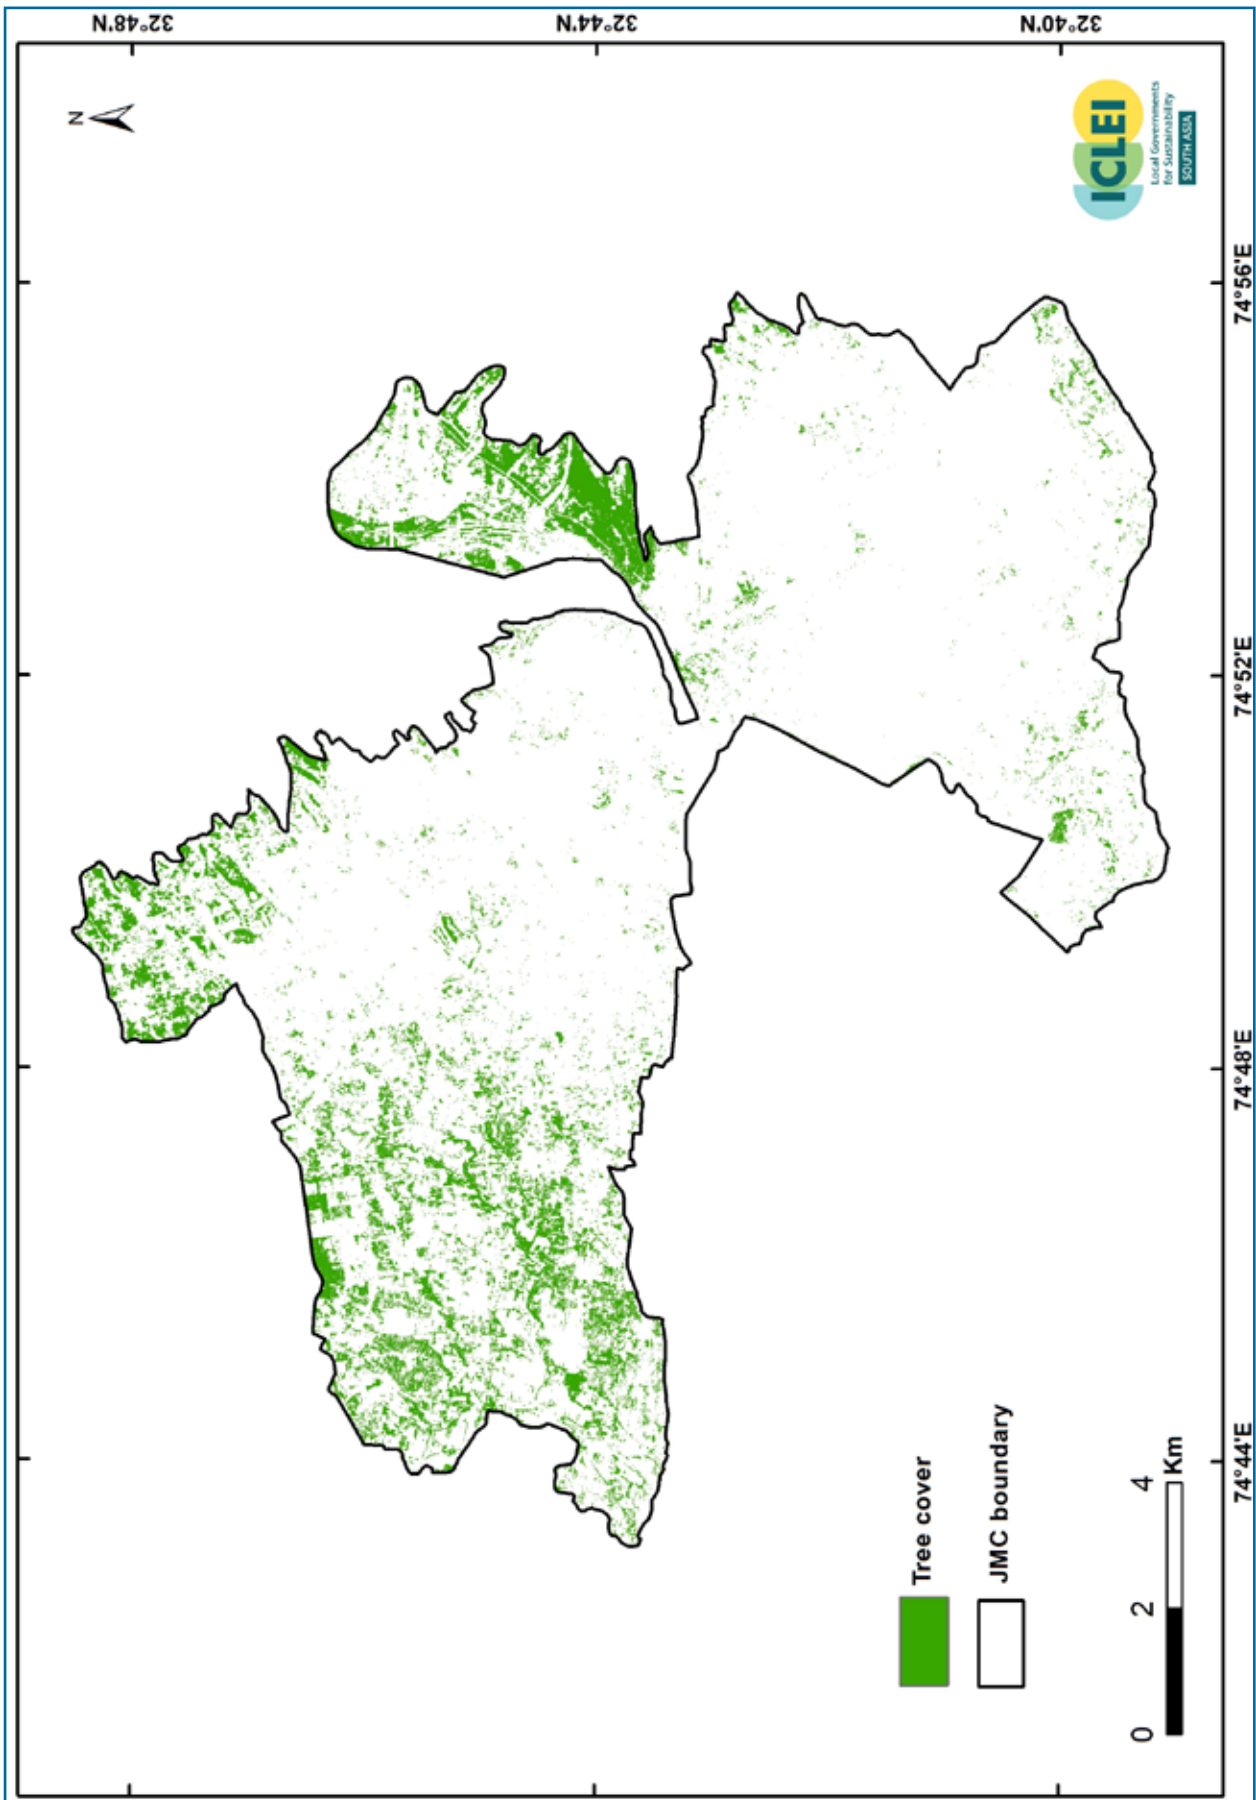 32°48'N
32°44'N
32°40'N
N
ICLEI
Local Governments
for Sustainability
SOUTH ASIA
Tree cover
JMC boundary
0 2 4
Km
74°44'E
74°48'E
74°52'E
74°56'E